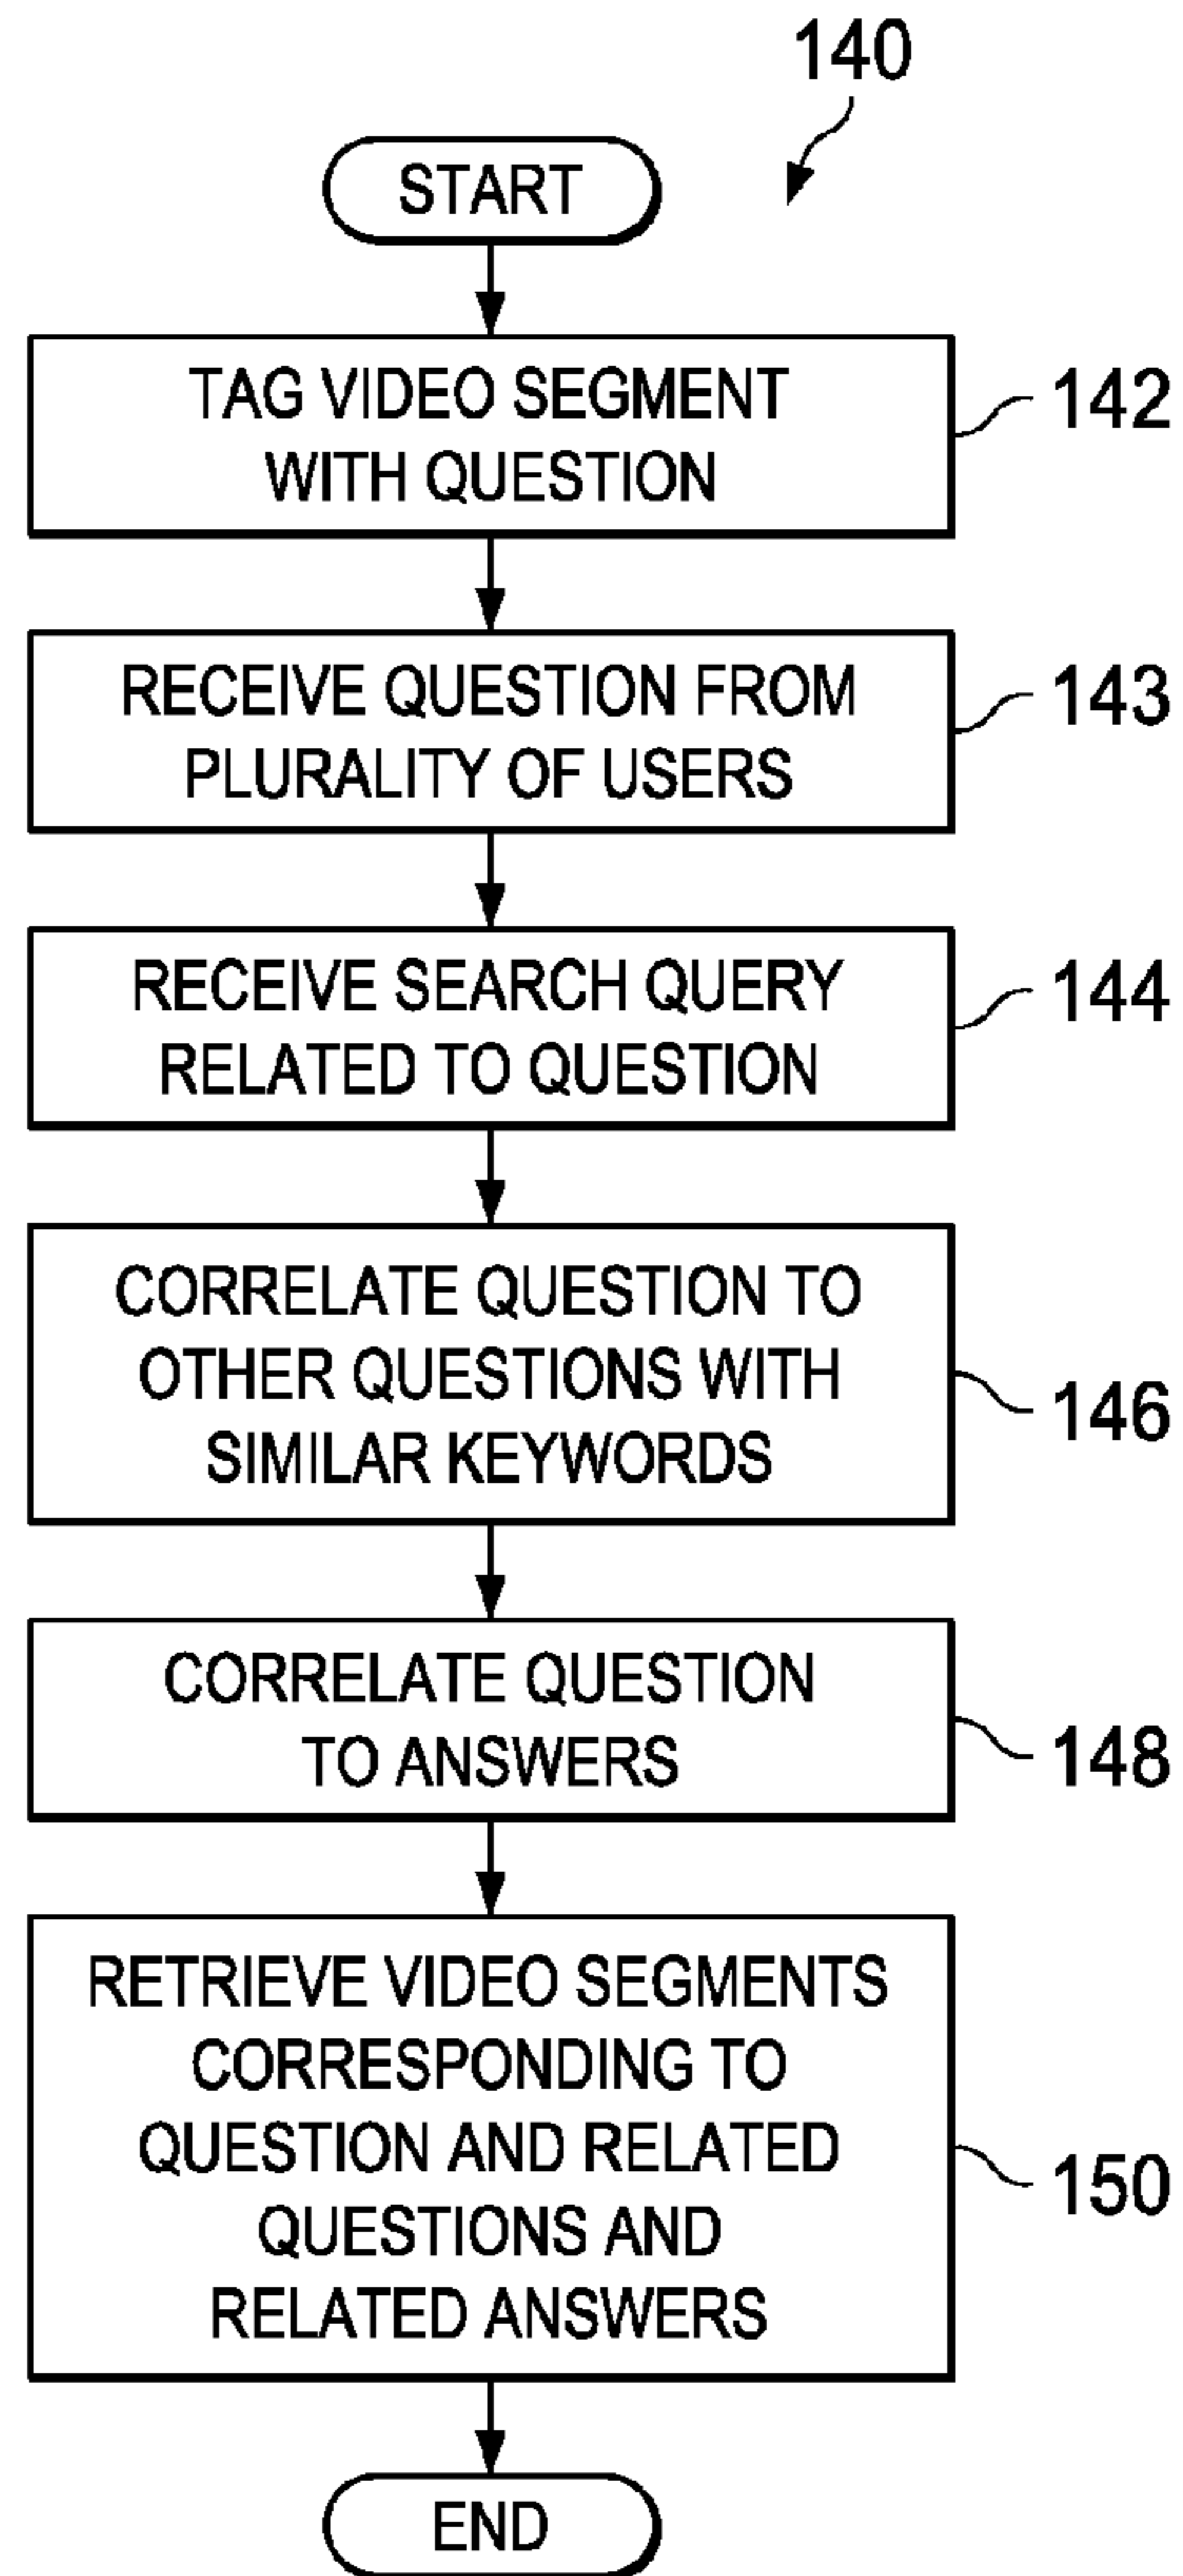 140
START
TAG VIDEO SEGMENT
WITH QUESTION
142
RECEIVE QUESTION FROM
PLURALITY OF USERS
143
RECEIVE SEARCH QUERY
RELATED TO QUESTION
144
CORRELATE QUESTION TO
OTHER QUESTIONS WITH
SIMILAR KEYWORDS
146
CORRELATE QUESTION
TO ANSWERS
148
RETRIEVE VIDEO SEGMENTS
CORRESPONDING TO
QUESTION AND RELATED
QUESTIONS AND
RELATED ANSWERS
150
END